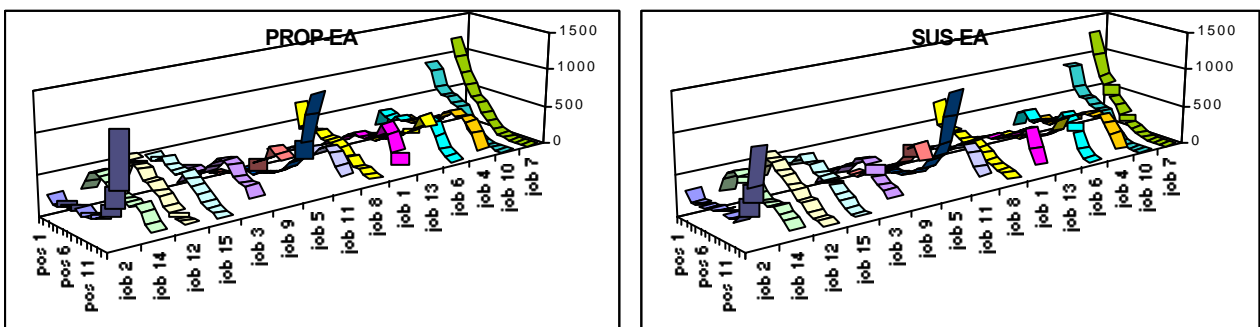 PROP-EA
1500
1000
500
0
pos 1
pos 6
pos 11
job 2
job 14
job 12
job 15
job 3
job 9
job 5
job 11
job 8
job 1
job 13
job 6
job 4
job 10
job 7
SUS-EA
1500
1000
500
0
pos 1
pos 6
pos 11
job 2
job 14
job 12
job 15
job 3
job 9
job 5
job 11
job 8
job 1
job 13
job 6
job 4
job 10
job 7